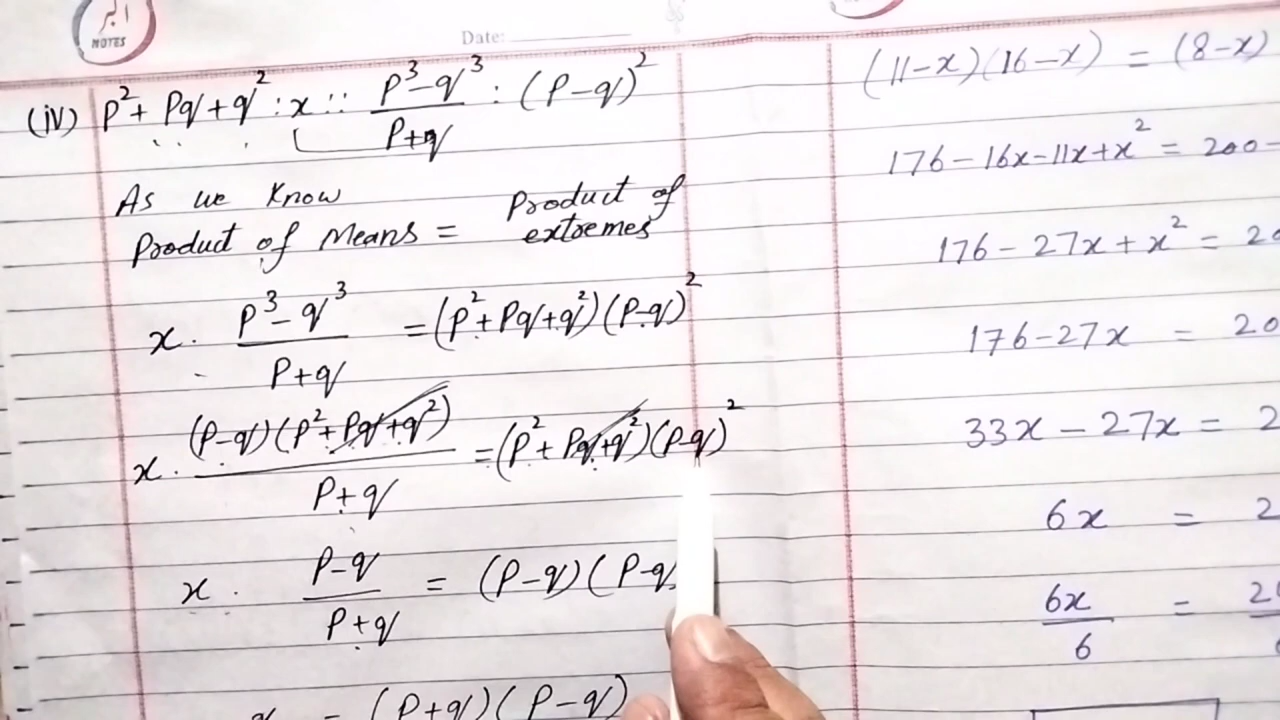 NOTES
Date:
(iv) p²+ pq+q² : x :: p³-q³/p+q : (p-q)²
As we know
Product of Means = Product of extremes
x. p³-q³/p+q =(p²+pq+q²)(p-q)²
x. (p-q)(p²+pq+q²)/p+q =(p²+pq+q²)(p-q)²
x. p-q/p+q = (p-q)(p-q
= (p+q)(p-q)
(11-x)(16-x) = (8-x)
176-16x-11x+x² = 200-
176-27x+x² = 20
176-27x = 20
33x-27x = 2
6x = 2
6x/6 = 20